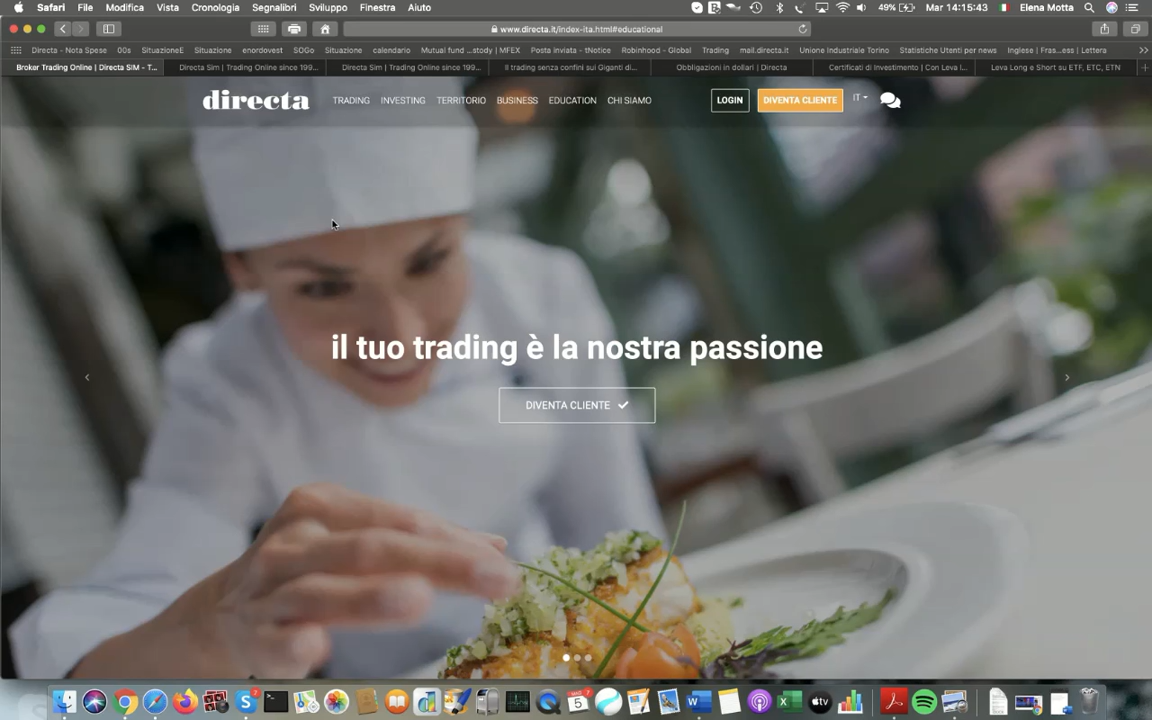 Safari File Modifica Vista Cronologia Segnalibri Sviluppo Finestra Aiuto 49% Mar 14:15:43 Elena Motta
www.directa.it/index-ita.html#educational
Directa - Nota Spese 00s SituazioneE Situazione enordovest SOGo Situazione calendario Mutual fund ...study | MFEX Posta inviata - tNotice Robinhood - Global Trading mail.directa.it Unione Industriale Torino Statistiche Utenti per news Inglese | Fras...ess | Lettera
Broker Trading Online | Directa SIM - T... Directa Sim | Trading Online since 199... Directa Sim | Trading Online since 199... Il trading senza confini sui Giganti di... Obbligazioni in dollari | Directa Certificati di Investimento | Con Leva I... Leva Long e Short su ETF, ETC, ETN
directa TRADING INVESTING TERRITORIO BUSINESS EDUCATION CHI SIAMO LOGIN DIVENTA CLIENTE IT
il tuo trading è la nostra passione
DIVENTA CLIENTE